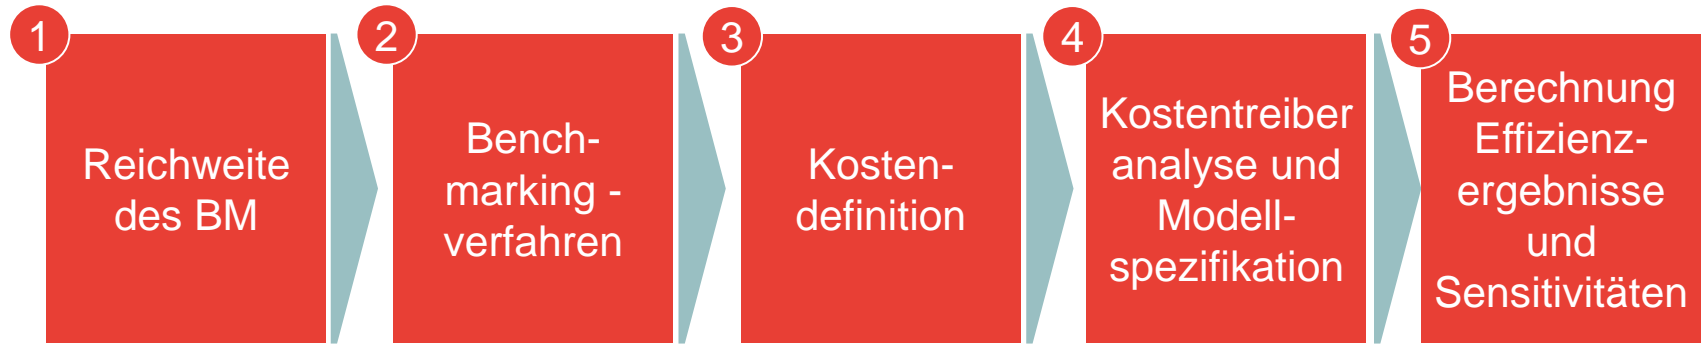 1
Reichweite
des BM
2
Bench-
marking -
verfahren
3
Kosten-
definition
4
Kostentreiber
analyse und
Modell-
spezifikation
5
Berechnung
Effizienz-
ergebnisse
und
Sensitivitäten